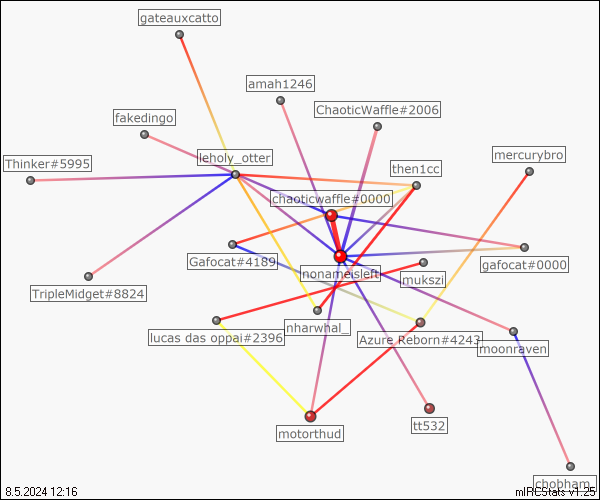 gateauxcatto
amah1246
ChaoticWaffle#2006
fakedingo
mercurybro
leholy_otter
Thinker#5995
then1cc
chaoticwaffle#0000
Gafocat#4189
gafocat#0000
nonameisleft
mukszi
TripleMidget#8824
nharwhal_
lucas das oppai#2396
Azure Reborn#4243
moonraven
tt532
motorthud
cbobham_
8.5.2024 12:16
mIRCStats v1.25